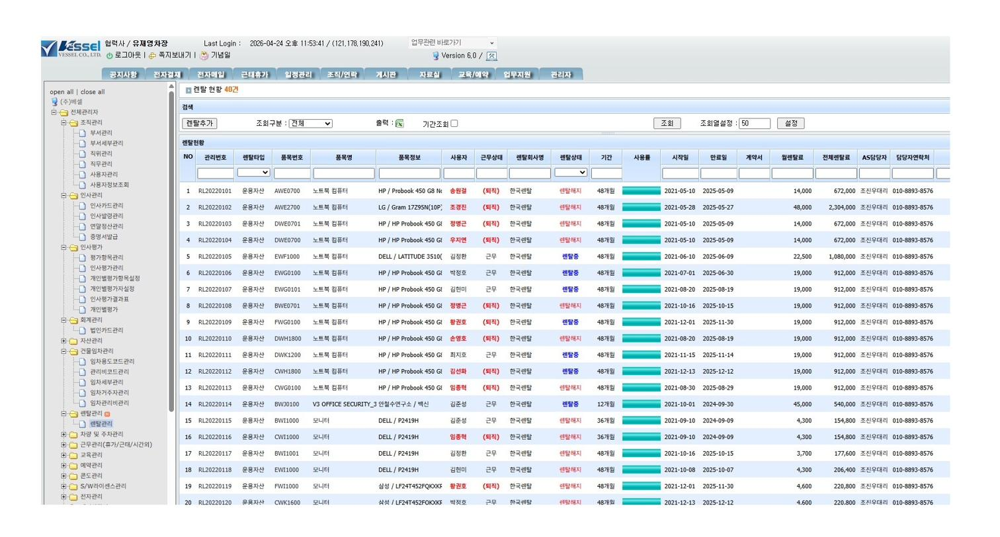 Vessel
VESSEL CO., LTD.
협력사 / 유제영차장
Last Login : 2026-04-24 오후 11:53:41 / (121,178,190,241)
업무관련 바로가기
로그아웃 | 쪽지보내기 | 기념일
Version 6,0 /
공지사항 전자결재 전자메일 근태휴가 일정관리 조직/연락 게시판 자료실 교육/예약 업무지원 관리자
open all | close all
(주)베셀
전체관리자
조직관리
부서관리
부서세부관리
직위관리
직무관리
사용자관리
사용자정보조회
인사관리
인사카드관리
인사발령관리
연말정산관리
증명서발급
인사평가
평가항목관리
인사평가관리
개인별평가항목설정
개인별평가자설정
인사평가결과표
개인별평가
회계관리
법인카드관리
자산관리
건물임차관리
임차용도코드관리
관리비코드관리
임차세부관리
임차거주자관리
임차관리비관리
렌탈관리 N
렌탈관리
차량 및 주차관리
근무관리(휴가/근태/시간외)
교육관리
예약관리
콘도관리
S/W라이센스관리
전자관리
렌탈 현황 40건
검색
렌탈추가 조회구분 : 전체 출력 : 기간조회 조회 조회열설정 : 50 설정
렌탈현황
NO 관리번호 렌탈타입 품목번호 품목명 품목정보 사용자 근무상태 렌탈회사명 렌탈상태 기간 사용률 시작일 만료일 계약서 월렌탈료 전체렌탈료 AS담당자 담당자연락처
1 RL20220101 운용자산 AWE0700 노트북 컴퓨터 HP / Probook 450 G8 No 송원걸 (퇴직) 한국렌탈 렌탈해지 48개월 2021-05-10 2025-05-09 14,000 672,000 조진우대리 010-8893-8576
2 RL20220102 운용자산 AWE2700 노트북 컴퓨터 LG / Gram 17Z95N(10P) 조경진 (퇴직) 한국렌탈 렌탈해지 48개월 2021-05-28 2025-05-27 48,000 2,304,000 조진우대리 010-8893-8576
3 RL20220103 운용자산 DWE0701 노트북 컴퓨터 HP / HP Probook 450 G8 정명근 (퇴직) 한국렌탈 렌탈해지 48개월 2021-05-10 2025-05-09 14,000 672,000 조진우대리 010-8893-8576
4 RL20220104 운용자산 DWE0700 노트북 컴퓨터 HP / HP Probook 450 G8 우지연 (퇴직) 한국렌탈 렌탈해지 48개월 2021-05-10 2025-05-09 14,000 672,000 조진우대리 010-8893-8576
5 RL20220105 운용자산 EWF1000 노트북 컴퓨터 DELL / LATITUDE 3510( 김정환 근무 한국렌탈 렌탈중 48개월 2021-06-10 2025-06-09 22,500 1,080,000 조진우대리 010-8893-8576
6 RL20220106 운용자산 EWG0100 노트북 컴퓨터 HP / HP Probook 450 G8 박정호 근무 한국렌탈 렌탈중 48개월 2021-07-01 2025-06-30 19,000 912,000 조진우대리 010-8893-8576
7 RL20220107 운용자산 EWG0101 노트북 컴퓨터 HP / HP Probook 450 G8 김현미 근무 한국렌탈 렌탈중 48개월 2021-08-20 2025-08-19 19,000 912,000 조진우대리 010-8893-8576
8 RL20220108 운용자산 BWE0701 노트북 컴퓨터 HP / HP Probook 450 G8 정명근 (퇴직) 한국렌탈 렌탈해지 48개월 2021-10-16 2025-10-15 19,000 912,000 조진우대리 010-8893-8576
9 RL20220109 운용자산 FWG0100 노트북 컴퓨터 HP / HP Probook 450 G8 황권호 (퇴직) 한국렌탈 렌탈중 48개월 2021-12-01 2025-11-30 19,000 912,000 조진우대리 010-8893-8576
10 RL20220110 운용자산 DWH1800 노트북 컴퓨터 HP / HP Probook 450 G8 손영호 (퇴직) 한국렌탈 렌탈해지 48개월 2021-08-20 2025-08-19 19,000 912,000 조진우대리 010-8893-8576
11 RL20220111 운용자산 DWK1200 노트북 컴퓨터 HP / HP Probook 450 G8 최지호 근무 한국렌탈 렌탈중 48개월 2021-11-15 2025-11-14 19,000 912,000 조진우대리 010-8893-8576
12 RL20220112 운용자산 CWH1800 노트북 컴퓨터 HP / HP Probook 450 G8 김선화 (퇴직) 한국렌탈 렌탈중 48개월 2021-12-13 2025-12-12 19,000 912,000 조진우대리 010-8893-8576
13 RL20220113 운용자산 CWG0100 노트북 컴퓨터 HP / HP Probook 450 G8 임종혁 (퇴직) 한국렌탈 렌탈해지 48개월 2021-08-30 2025-08-29 19,000 912,000 조진우대리 010-8893-8576
14 RL20220114 운용자산 BWJ0100 V3 OFFICE SECURITY_3 안철수연구소 / 백신 김준성 근무 한국렌탈 렌탈중 12개월 2021-10-01 2024-09-30 45,000 540,000 조진우대리 010-8893-8576
15 RL20220115 운용자산 BWI1000 모니터 DELL / P2419H 김준성 근무 한국렌탈 렌탈해지 36개월 2021-09-10 2024-09-09 4,300 154,800 조진우대리 010-8893-8576
16 RL20220116 운용자산 CWI1000 모니터 DELL / P2419H 임종혁 (퇴직) 한국렌탈 렌탈해지 36개월 2021-09-10 2024-09-09 4,300 154,800 조진우대리 010-8893-8576
17 RL20220117 운용자산 BWI1001 모니터 DELL / P2419H 김정환 근무 한국렌탈 렌탈해지 48개월 2021-10-16 2025-10-15 3,700 177,600 조진우대리 010-8893-8576
18 RL20220118 운용자산 EWI1000 모니터 DELL / P2419H 김현미 근무 한국렌탈 렌탈해지 48개월 2021-10-08 2025-10-07 4,300 206,400 조진우대리 010-8893-8576
19 RL20220119 운용자산 FWI1000 모니터 삼성 / LF24T452FQKXKR 황권호 (퇴직) 한국렌탈 렌탈해지 48개월 2021-12-01 2025-11-30 4,600 220,800 조진우대리 010-8893-8576
20 RL20220120 운용자산 CWK1600 모니터 삼성 / LF24T452FQKXKR 박정호 근무 한국렌탈 렌탈해지 48개월 2021-12-13 2025-12-12 4,600 220,800 조진우대리 010-8893-8576